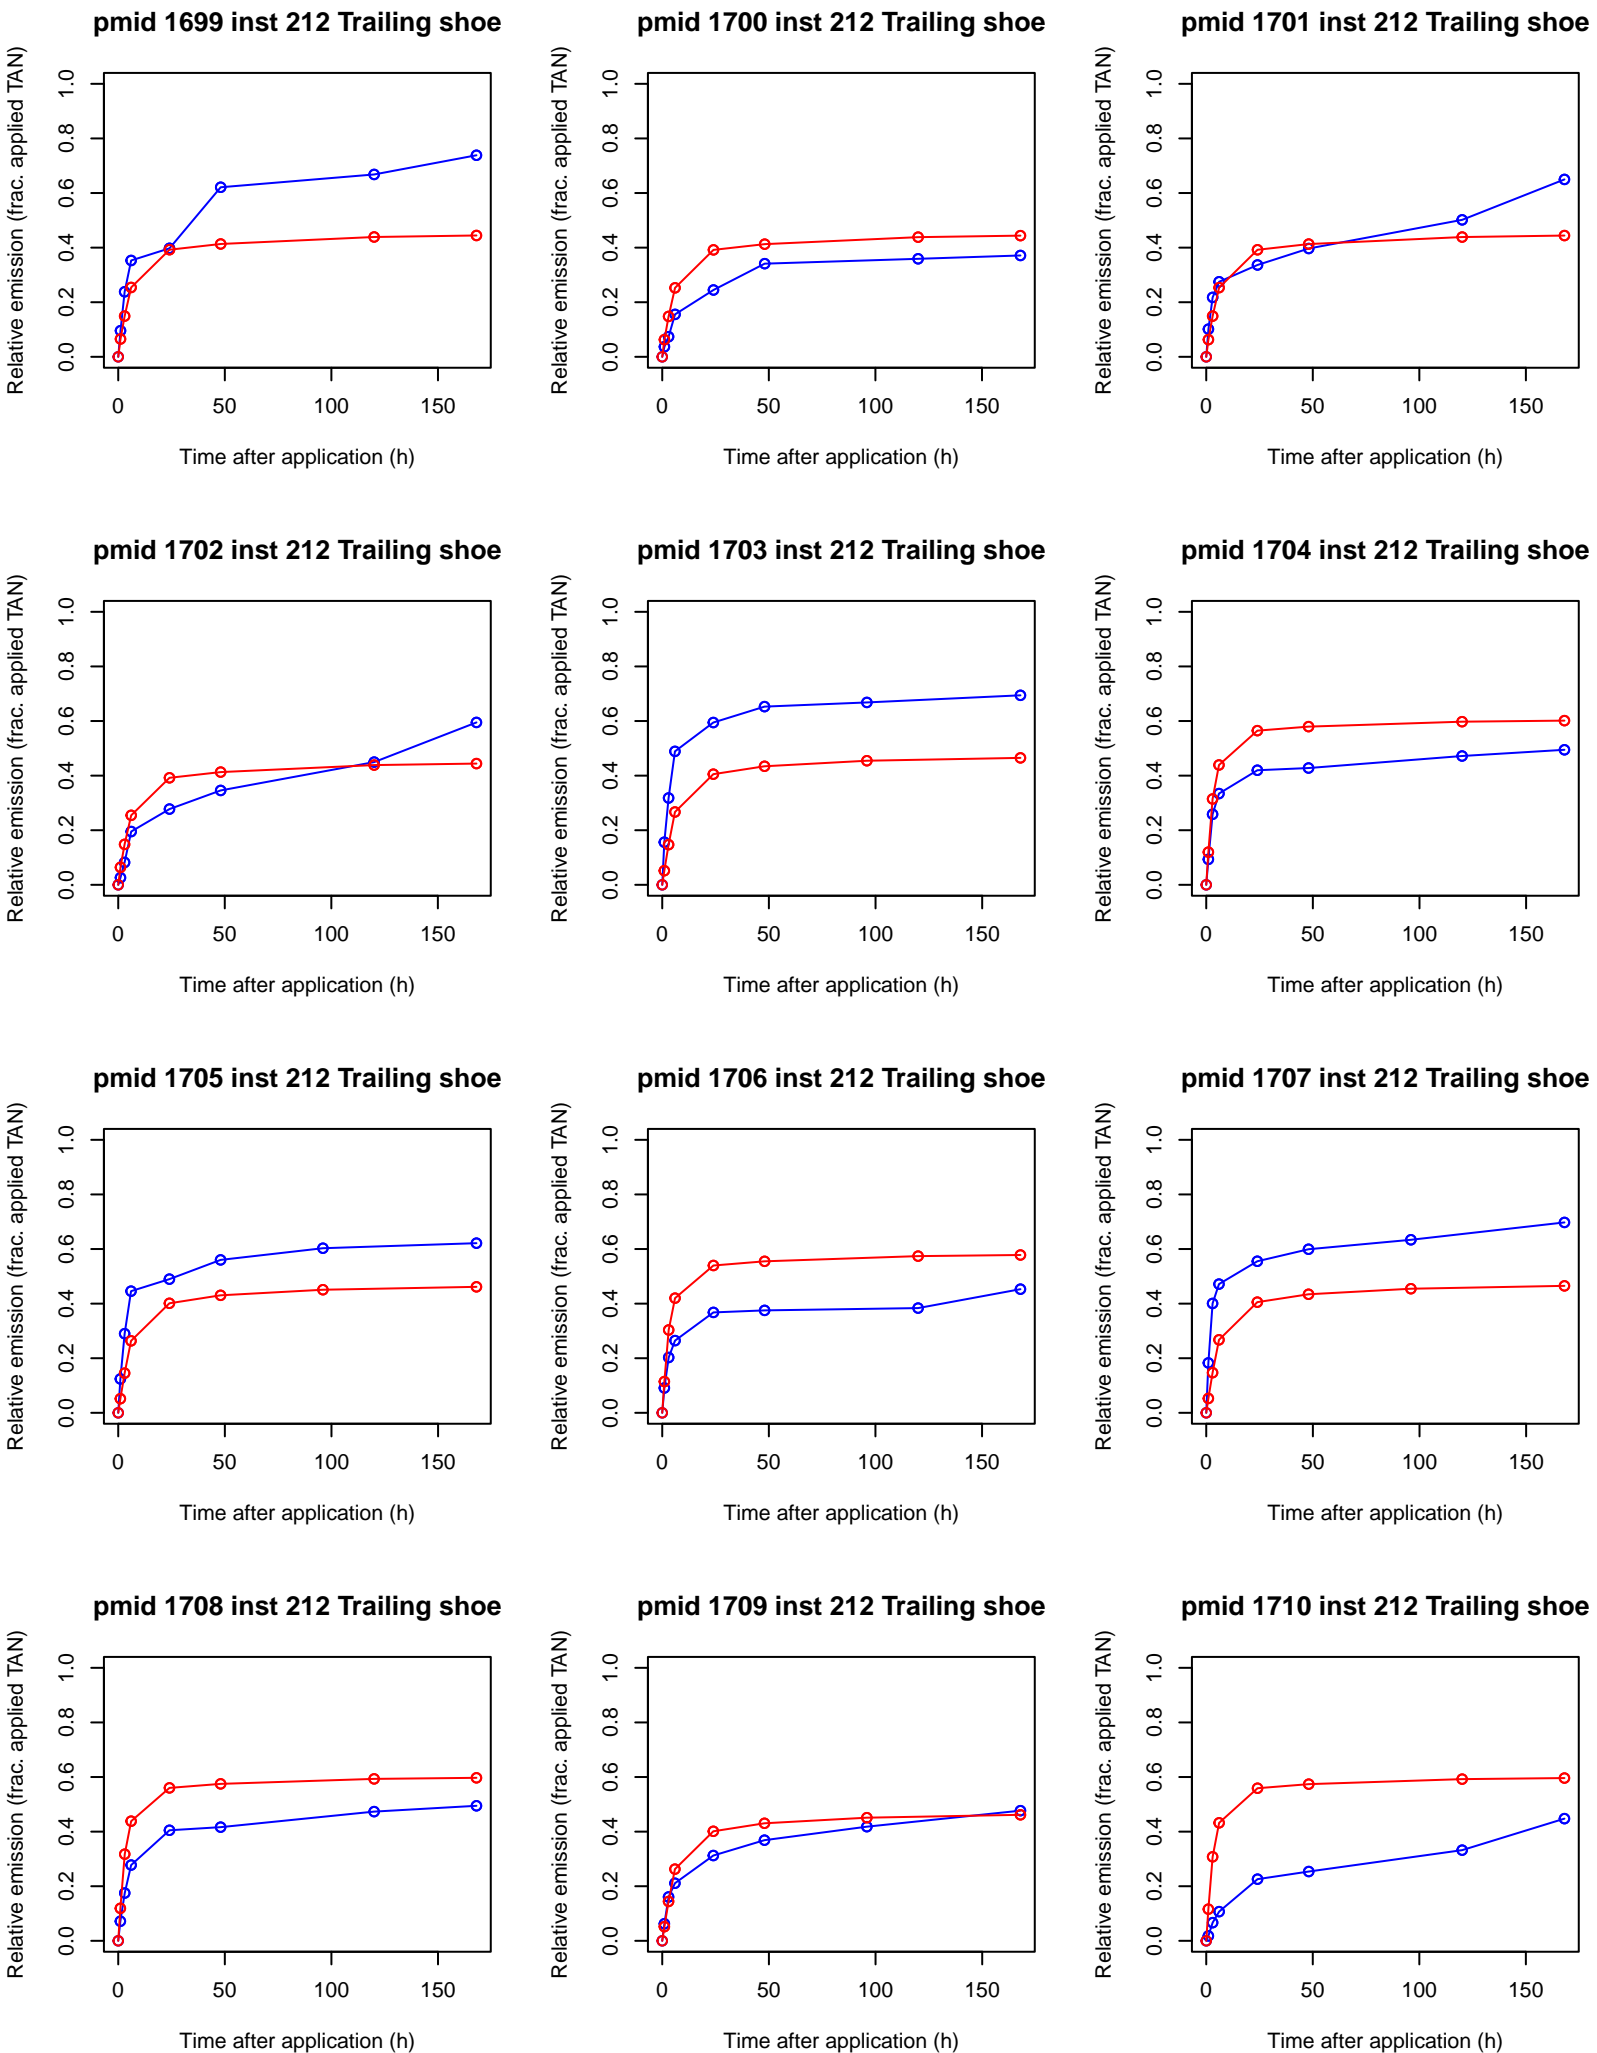 pmid 1699 inst 212 Trailing shoe
Relative emission (frac. applied TAN)
1.0
0.8
0.6
0.4
0.2
0.0
0 50 100 150
Time after application (h)
pmid 1700 inst 212 Trailing shoe
Relative emission (frac. applied TAN)
1.0
0.8
0.6
0.4
0.2
0.0
0 50 100 150
Time after application (h)
pmid 1701 inst 212 Trailing shoe
Relative emission (frac. applied TAN)
1.0
0.8
0.6
0.4
0.2
0.0
0 50 100 150
Time after application (h)
pmid 1702 inst 212 Trailing shoe
Relative emission (frac. applied TAN)
1.0
0.8
0.6
0.4
0.2
0.0
0 50 100 150
Time after application (h)
pmid 1703 inst 212 Trailing shoe
Relative emission (frac. applied TAN)
1.0
0.8
0.6
0.4
0.2
0.0
0 50 100 150
Time after application (h)
pmid 1704 inst 212 Trailing shoe
Relative emission (frac. applied TAN)
1.0
0.8
0.6
0.4
0.2
0.0
0 50 100 150
Time after application (h)
pmid 1705 inst 212 Trailing shoe
Relative emission (frac. applied TAN)
1.0
0.8
0.6
0.4
0.2
0.0
0 50 100 150
Time after application (h)
pmid 1706 inst 212 Trailing shoe
Relative emission (frac. applied TAN)
1.0
0.8
0.6
0.4
0.2
0.0
0 50 100 150
Time after application (h)
pmid 1707 inst 212 Trailing shoe
Relative emission (frac. applied TAN)
1.0
0.8
0.6
0.4
0.2
0.0
0 50 100 150
Time after application (h)
pmid 1708 inst 212 Trailing shoe
Relative emission (frac. applied TAN)
1.0
0.8
0.6
0.4
0.2
0.0
0 50 100 150
Time after application (h)
pmid 1709 inst 212 Trailing shoe
Relative emission (frac. applied TAN)
1.0
0.8
0.6
0.4
0.2
0.0
0 50 100 150
Time after application (h)
pmid 1710 inst 212 Trailing shoe
Relative emission (frac. applied TAN)
1.0
0.8
0.6
0.4
0.2
0.0
0 50 100 150
Time after application (h)